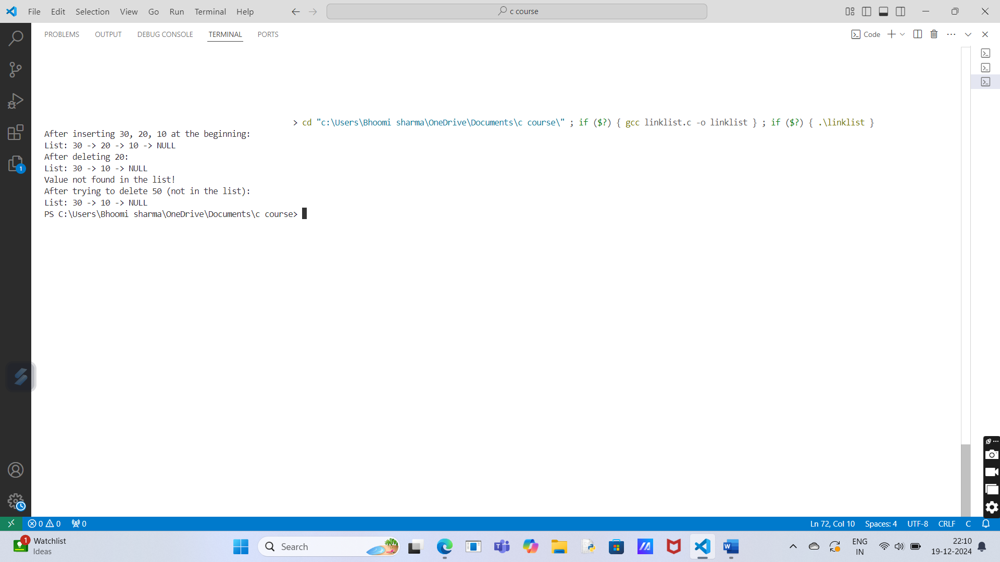 File Edit Selection View Go Run Terminal Help
c course
PROBLEMS OUTPUT DEBUG CONSOLE TERMINAL PORTS
Code
> cd "c:\Users\Bhoomi sharma\OneDrive\Documents\c course\" ; if ($?) { gcc linklist.c -o linklist } ; if ($?) { .\linklist }
After inserting 30, 20, 10 at the beginning:
List: 30 -> 20 -> 10 -> NULL
After deleting 20:
List: 30 -> 10 -> NULL
Value not found in the list!
After trying to delete 50 (not in the list):
List: 30 -> 10 -> NULL
PS C:\Users\Bhoomi sharma\OneDrive\Documents\c course>
1
0 0 0
Ln 72, Col 10 Spaces: 4 UTF-8 CRLF C
1
Watchlist
Ideas
Search
ENG
IN
22:10
19-12-2024